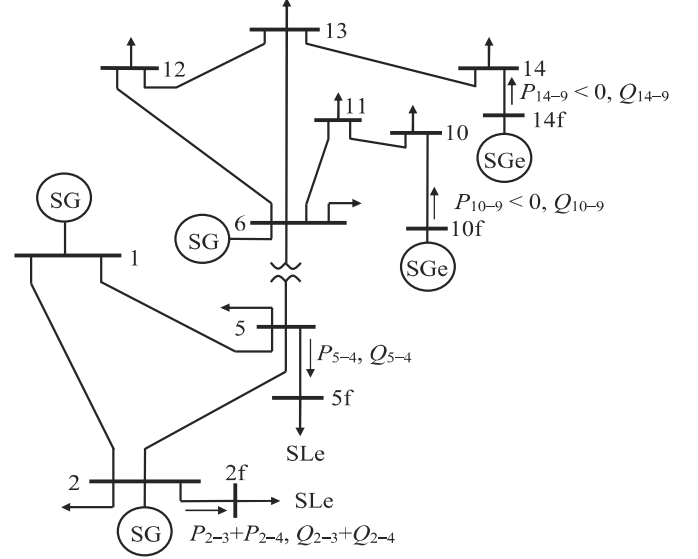 13
12
14
P14–9 < 0, Q14–9
11
10
14f
SGe
SG
P10–9 < 0, Q10–9
6
SG
10f
1
SGe
5
P5–4, Q5–4
5f
SLe
2
2f
SLe
SG
P2–3+P2–4, Q2–3+Q2–4